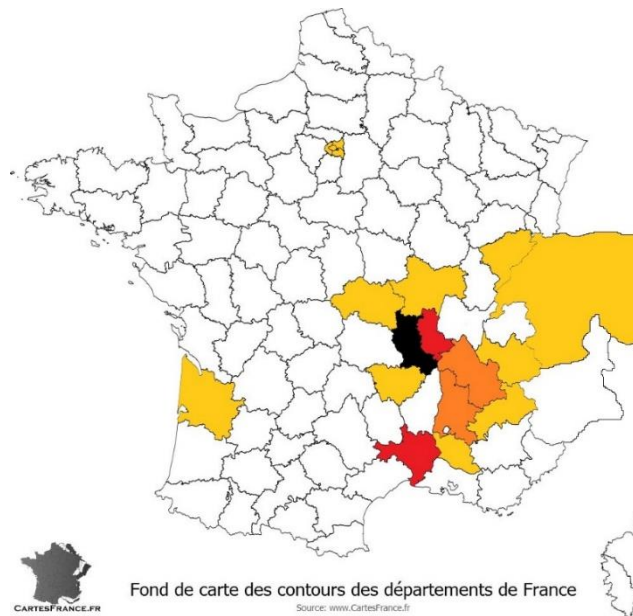 CARTESFRANCE.FR
Fond de carte des contours des départements de France
Source: www.CartesFrance.fr